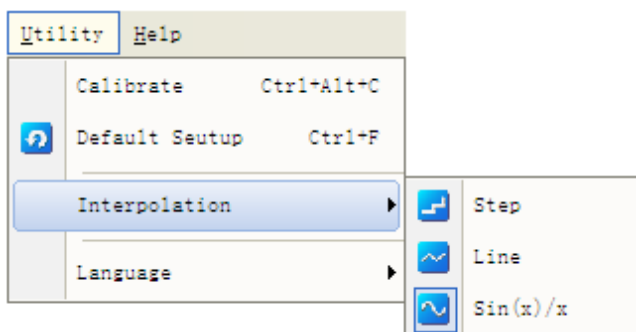 Utility Help
Calibrate Ctrl+Alt+C
Default Seutup Ctrl+F
Interpolation
Step
Line
Language
Sin(x)/x